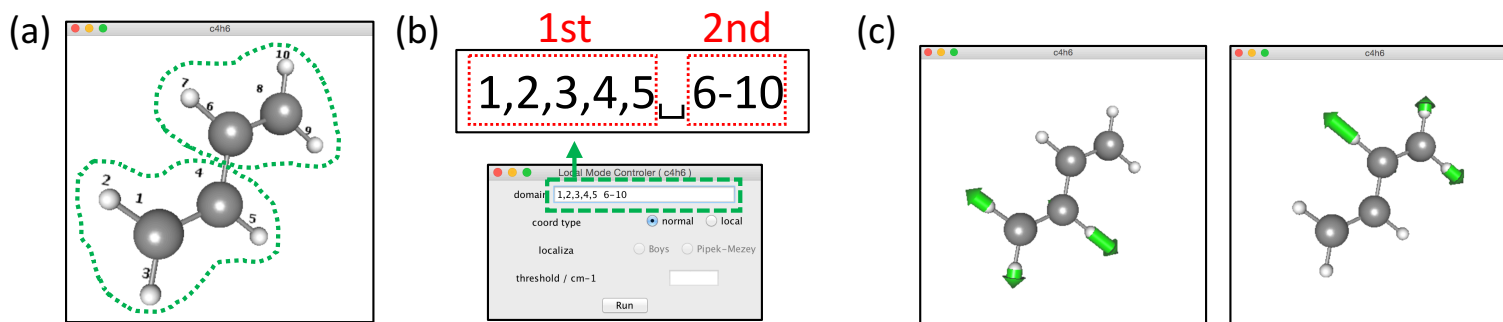 (a)
c4h6
10
7
8
6
9
2
1
4
5
3
(b)
1st 2nd
1,2,3,4,5␣6-10
Local Mode Controler ( c4h6 )
domain 1,2,3,4,5 6-10
coord type normal local
localiza Boys Pipek-Mezey
threshold / cm-1
Run
(c)
c4h6
c4h6